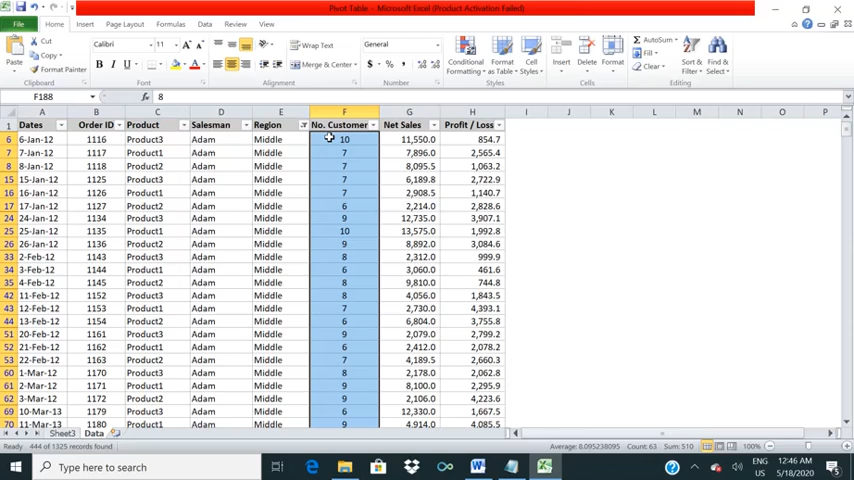 Pivot Table - Microsoft Excel (Product Activation Failed)
File Home Insert Page Layout Formulas Data Review View
Cut
Copy
Format Painter
Paste
Clipboard
Calibri 11
B I U
Font
Wrap Text
Merge & Center
Alignment
General
$ % ,
Number
Conditional Formatting
Format as Table
Cell Styles
Styles
Insert Delete Format
Cells
AutoSum
Fill
Clear
Sort & Filter
Find & Select
Editing
F188 fx 8
A B C D E F G H I J K L M N O P
1 Dates Order ID Product Salesman Region No. Customer Net Sales Profit / Loss
6 6-Jan-12 1116 Product3 Adam Middle 10 11,550.0 854.7
7 7-Jan-12 1117 Product1 Adam Middle 7 7,896.0 2,565.4
8 8-Jan-12 1118 Product2 Adam Middle 7 8,095.5 1,063.2
15 15-Jan-12 1125 Product3 Adam Middle 7 6,189.8 2,722.9
16 16-Jan-12 1126 Product1 Adam Middle 7 2,908.5 1,140.7
17 17-Jan-12 1127 Product2 Adam Middle 6 2,214.0 2,828.6
24 24-Jan-12 1134 Product3 Adam Middle 9 12,735.0 3,907.1
25 25-Jan-12 1135 Product1 Adam Middle 10 13,575.0 1,992.8
26 26-Jan-12 1136 Product2 Adam Middle 9 8,892.0 3,084.6
33 2-Feb-12 1143 Product3 Adam Middle 8 2,312.0 999.9
34 3-Feb-12 1144 Product1 Adam Middle 6 3,060.0 461.6
35 4-Feb-12 1145 Product2 Adam Middle 8 9,810.0 744.8
42 11-Feb-12 1152 Product3 Adam Middle 8 4,056.0 1,843.5
43 12-Feb-12 1153 Product1 Adam Middle 7 2,730.0 4,393.1
44 13-Feb-12 1154 Product2 Adam Middle 6 6,804.0 3,755.8
51 20-Feb-12 1161 Product3 Adam Middle 9 2,079.0 2,799.2
52 21-Feb-12 1162 Product1 Adam Middle 6 2,412.0 2,078.2
53 22-Feb-12 1163 Product2 Adam Middle 7 4,189.5 2,660.3
60 1-Mar-12 1170 Product3 Adam Middle 8 2,178.0 2,062.8
61 2-Mar-12 1171 Product1 Adam Middle 9 8,100.0 2,295.9
62 3-Mar-12 1172 Product2 Adam Middle 9 2,106.0 4,223.6
69 10-Mar-13 1179 Product3 Adam Middle 6 12,330.0 1,667.5
70 11-Mar-13 1180 Product1 Adam Middle 9 4,914.0 4,085.5
Sheet3 Data
Ready 444 of 1325 records found Average: 8.095238095 Count: 63 Sum: 510 100%
Type here to search
ENG 12:46 AM
US 5/18/2020